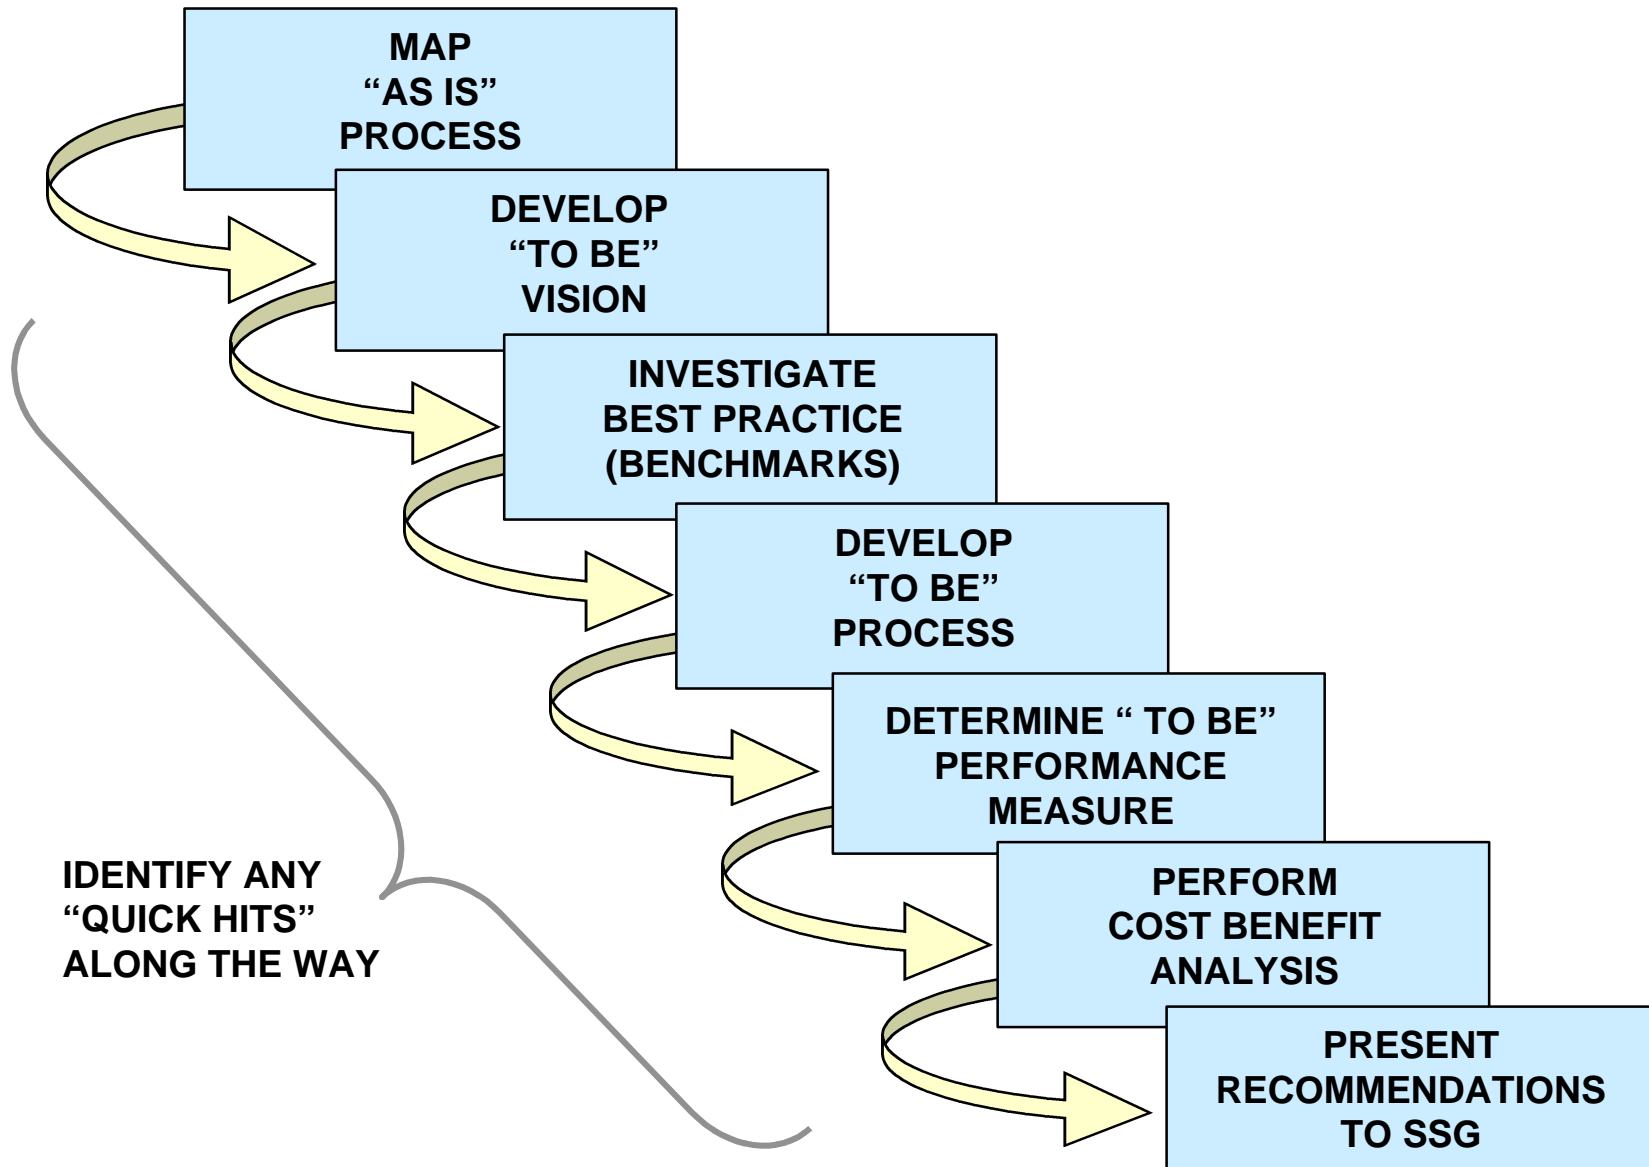 MAP
“AS IS”
PROCESS
DEVELOP
“TO BE”
VISION
INVESTIGATE
BEST PRACTICE
(BENCHMARKS)
DEVELOP
“TO BE”
PROCESS
DETERMINE “ TO BE”
PERFORMANCE
MEASURE
PERFORM
COST BENEFIT
ANALYSIS
PRESENT
RECOMMENDATIONS
TO SSG
IDENTIFY ANY
“QUICK HITS”
ALONG THE WAY